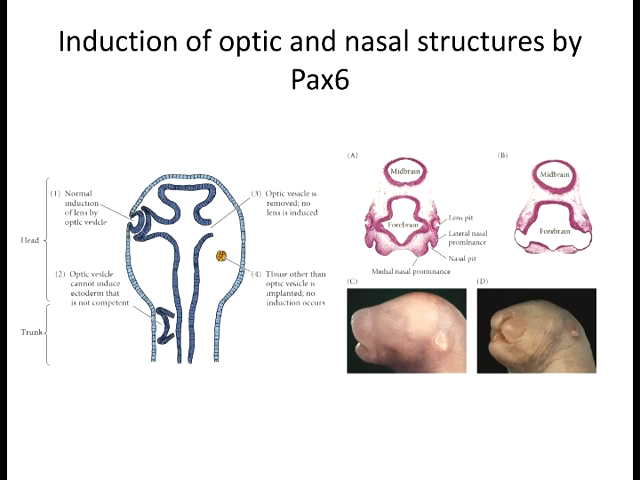 Induction of optic and nasal structures by
Pax6
(1) Normal
induction
of lens by
optic vesicle
(3) Optic vesicle is
removed; no
lens is induced
Head
(2) Optic vesicle
cannot induce
ectoderm that
is not competent
(4) Tissue other than
optic vesicle is
implanted; no
induction occurs
Trunk
(A)
Midbrain
Forebrain
Lens pit
Lateral nasal
prominance
Nasal pit
Medial nasal prominance
(B)
Midbrain
Forebrain
(C)
(D)